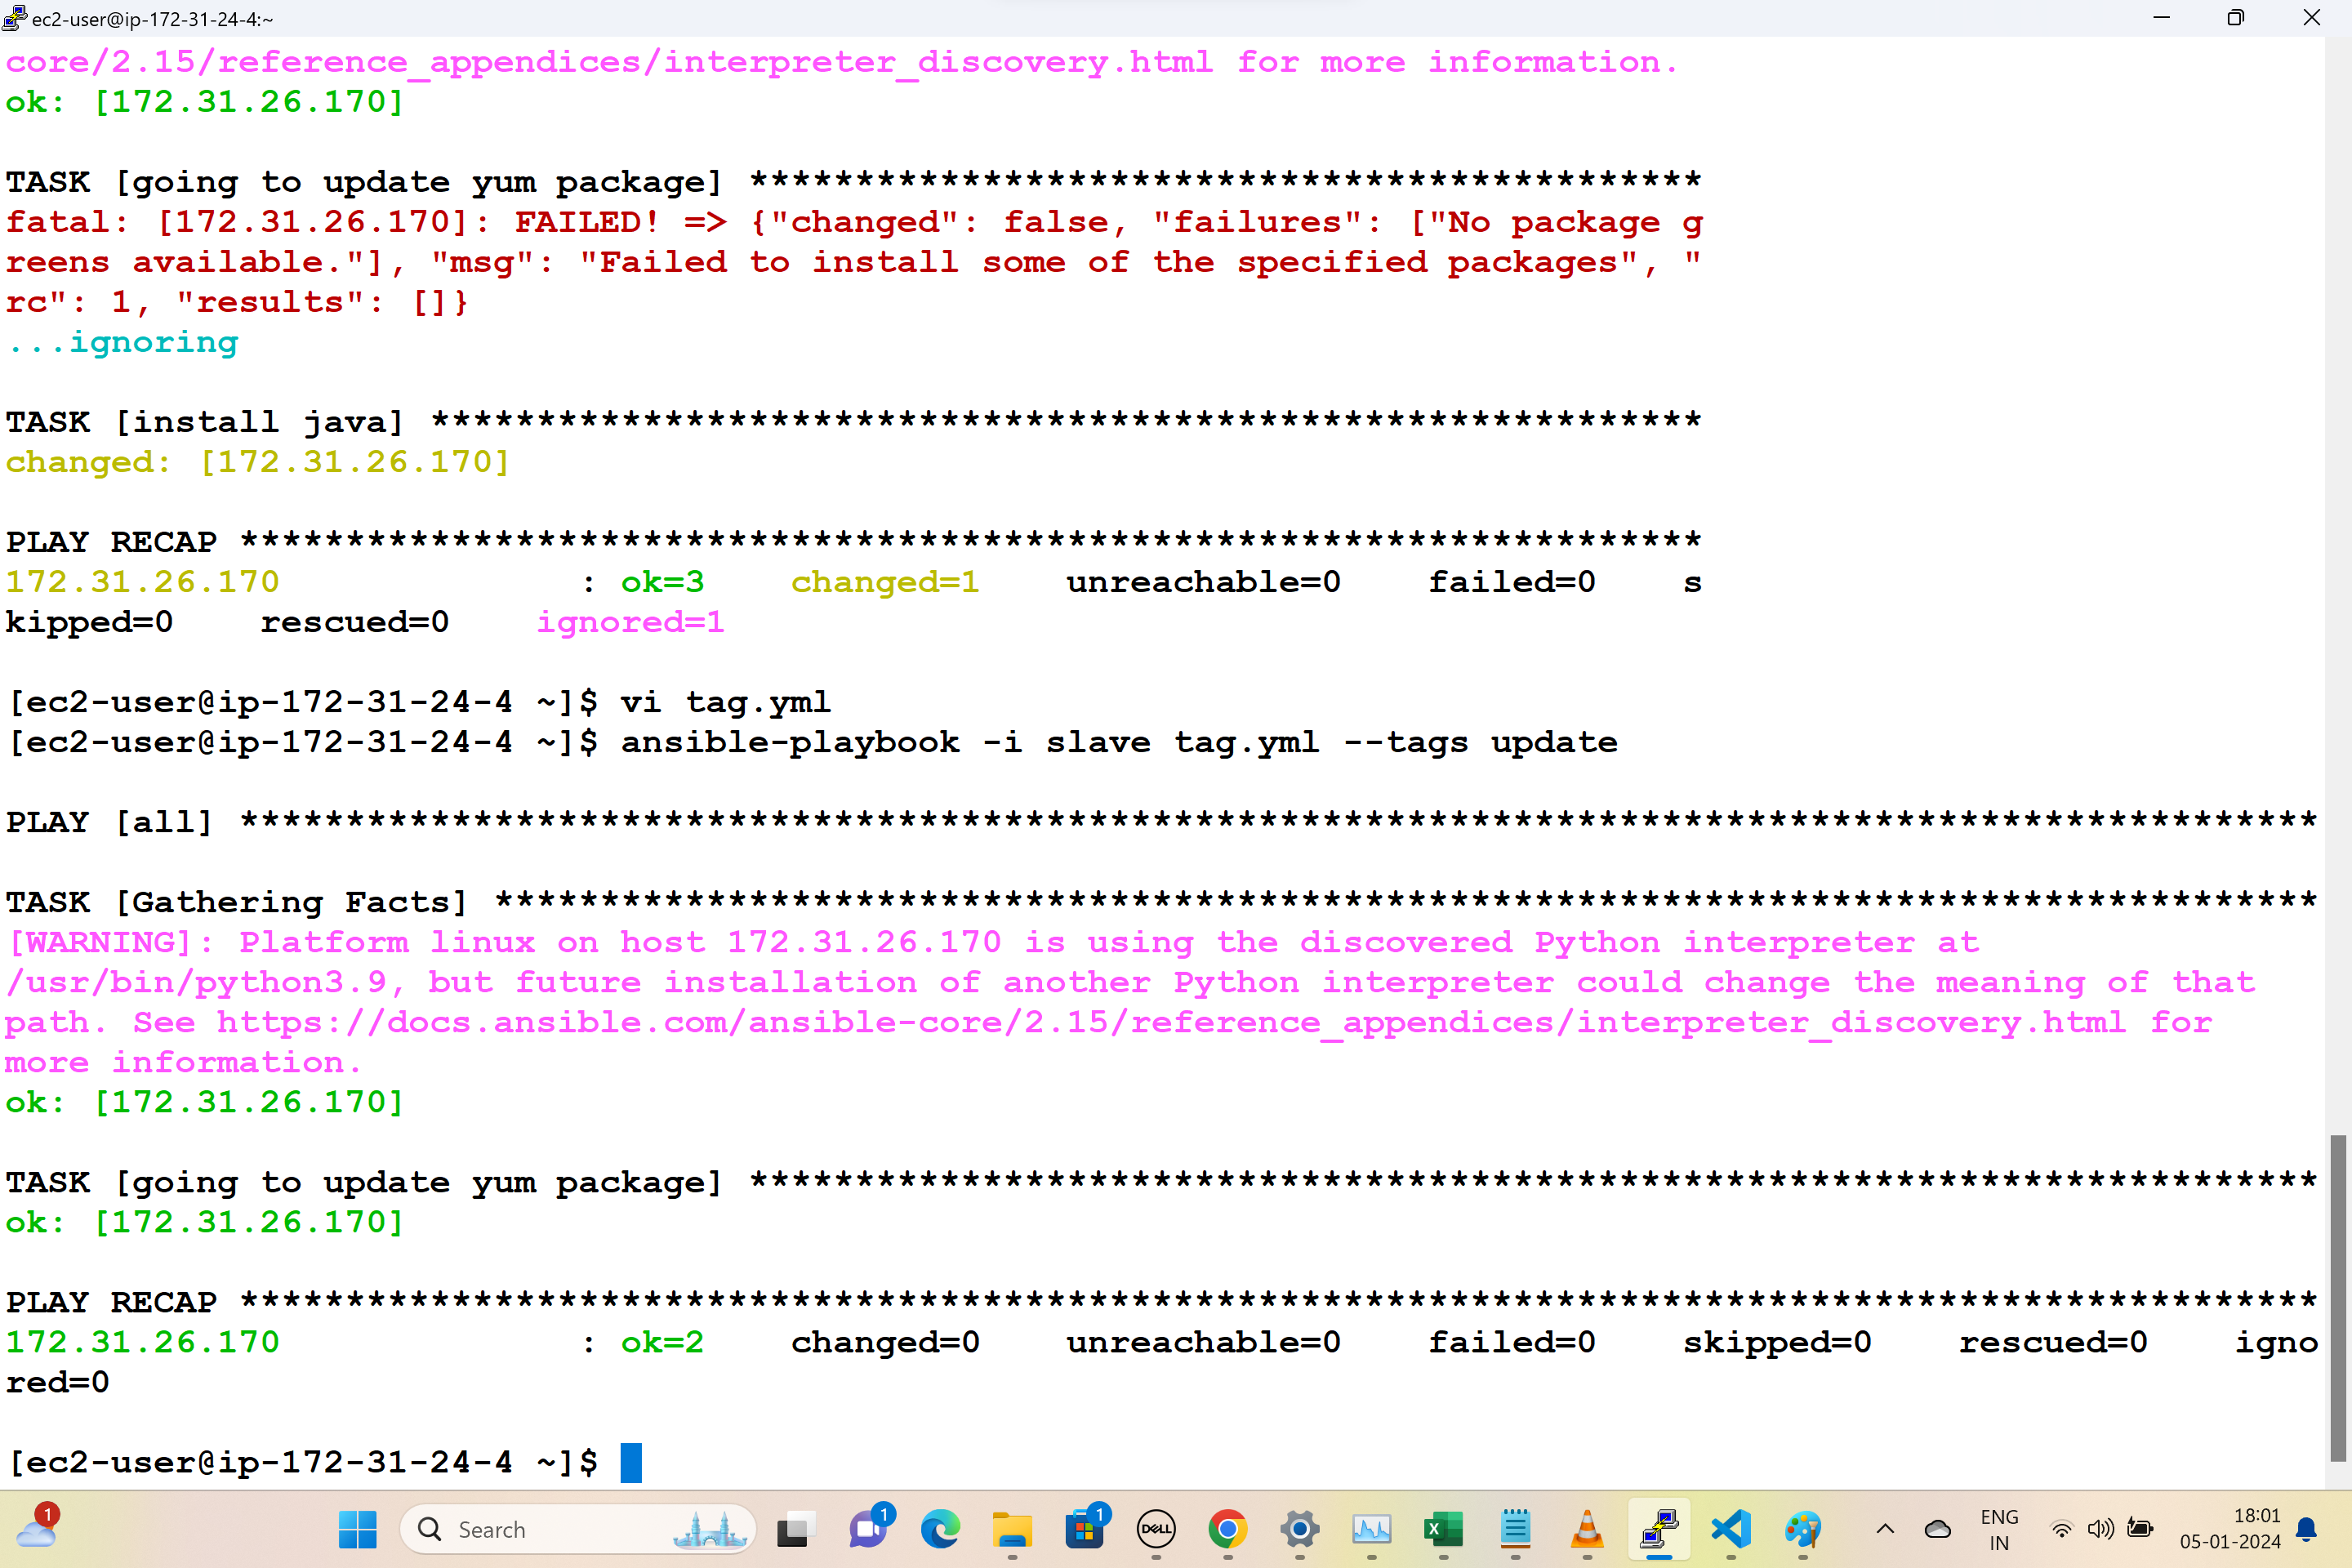 ec2-user@ip-172-31-24-4:~
core/2.15/reference_appendices/interpreter_discovery.html for more information.
ok: [172.31.26.170]
TASK [going to update yum package] *********************************************
fatal: [172.31.26.170]: FAILED! => {"changed": false, "failures": ["No package g
reens available."], "msg": "Failed to install some of the specified packages", "
rc": 1, "results": []}
...ignoring
TASK [install java] ************************************************************
changed: [172.31.26.170]
PLAY RECAP *********************************************************************
172.31.26.170              : ok=3    changed=1    unreachable=0    failed=0    s
kipped=0    rescued=0    ignored=1
[ec2-user@ip-172-31-24-4 ~]$ vi tag.yml
[ec2-user@ip-172-31-24-4 ~]$ ansible-playbook -i slave tag.yml --tags update
PLAY [all] **************************************************************************************************
TASK [Gathering Facts] **************************************************************************************
[WARNING]: Platform linux on host 172.31.26.170 is using the discovered Python interpreter at
/usr/bin/python3.9, but future installation of another Python interpreter could change the meaning of that
path. See https://docs.ansible.com/ansible-core/2.15/reference_appendices/interpreter_discovery.html for
more information.
ok: [172.31.26.170]
TASK [going to update yum package] **************************************************************************
ok: [172.31.26.170]
PLAY RECAP **************************************************************************************************
172.31.26.170              : ok=2    changed=0    unreachable=0    failed=0    skipped=0    rescued=0    igno
red=0
[ec2-user@ip-172-31-24-4 ~]$
1
Search
1
1
DELL
ENG
IN
18:01
05-01-2024